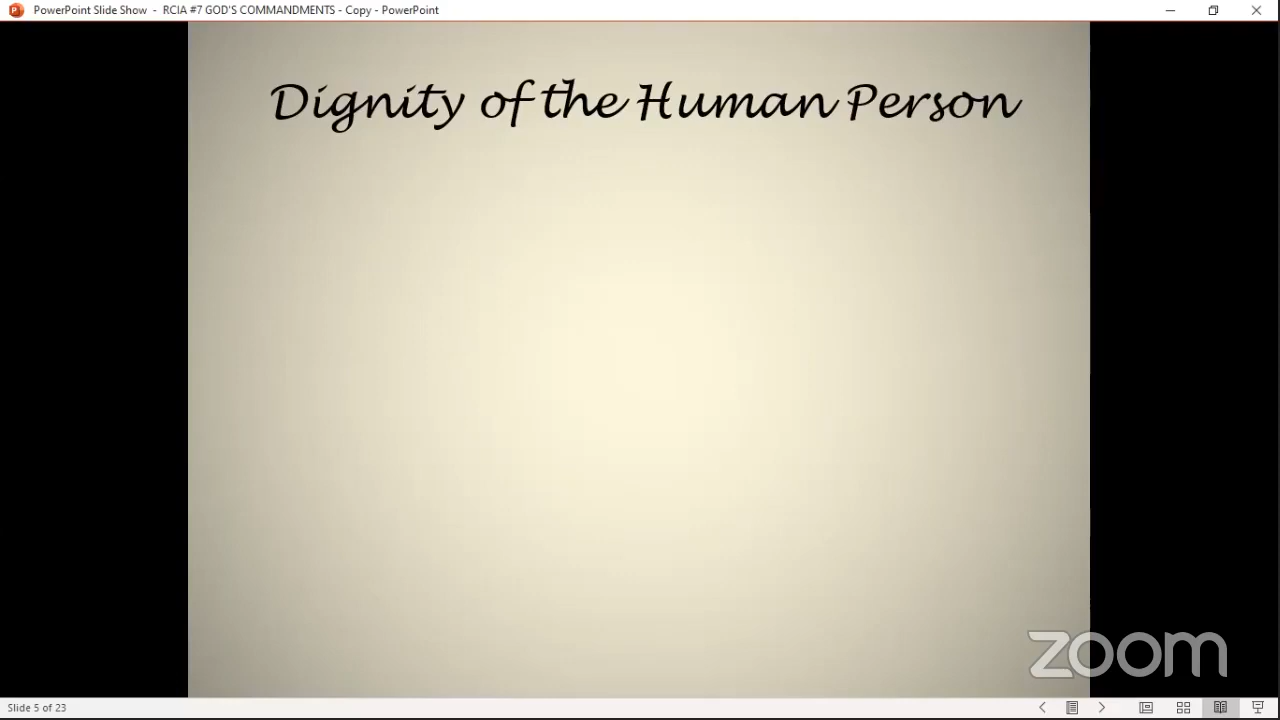 PowerPoint Slide Show - RCIA #7 GOD'S COMMANDMENTS - Copy - PowerPoint
Dignity of the Human Person
zoom
Slide 5 of 23